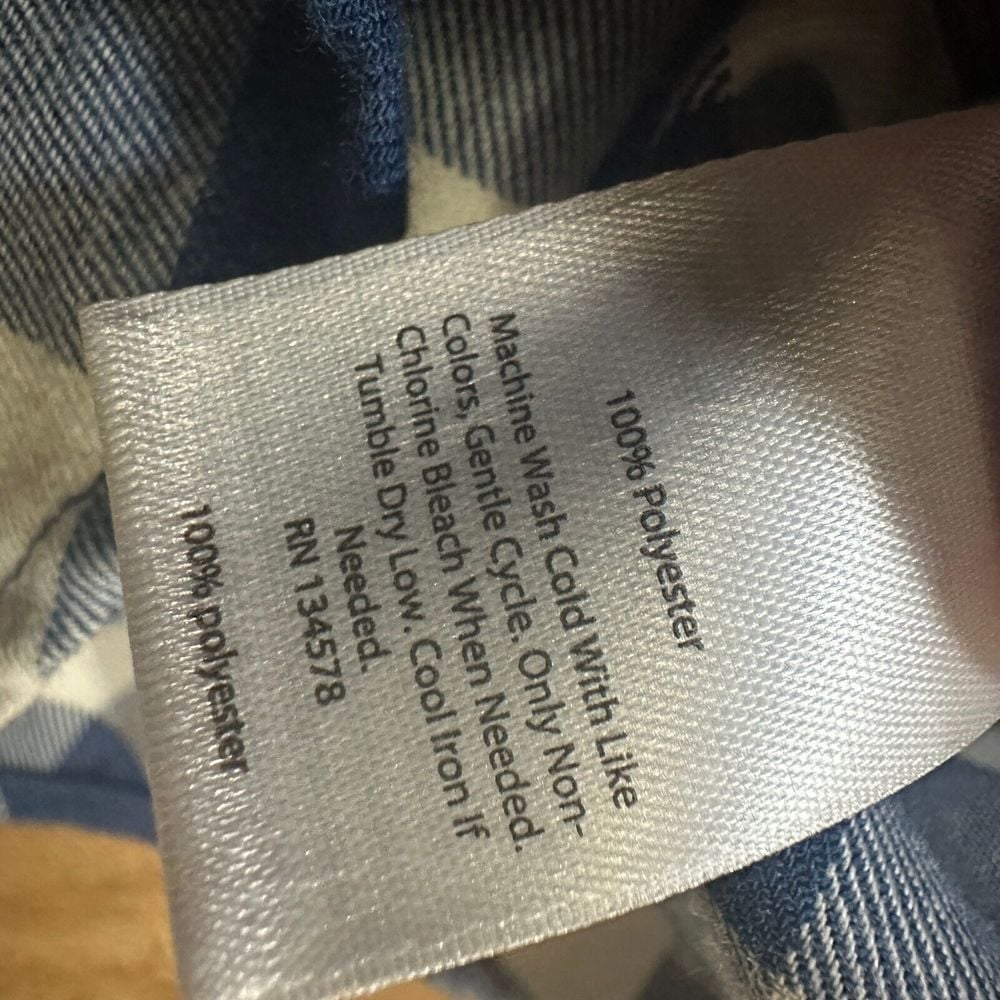 100% Polyester
Machine Wash Cold With Like
Colors, Gentle Cycle. Only Non-
Chlorine Bleach When Needed.
Tumble Dry Low. Cool Iron If
Needed.
RN 134578
100% polyester